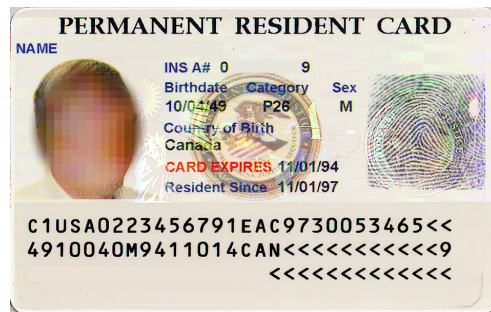 PERMANENT RESIDENT CARD
NAME
INS A# 0 9
Birthdate Category Sex
10/04/49 P26 M
Country of Birth
Canada
CARD EXPIRES 11/01/94
Resident Since 11/01/97
C1USA0223456791EAC9730053465<<
4910040M9411014CAN<<<<<<<<<<<9
<<<<<<<<<<<<<